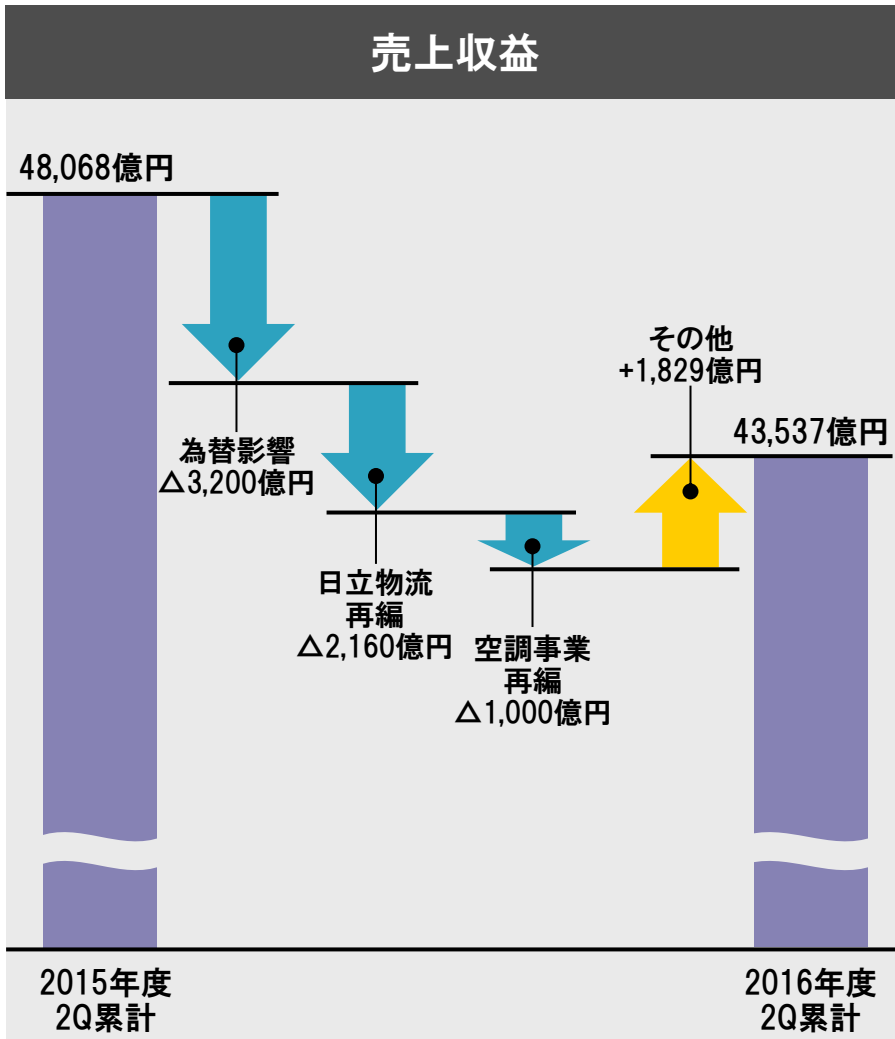 売上収益
48,068億円
為替影響
△3,200億円
日立物流
再編
△2,160億円
空調事業
再編
△1,000億円
その他
+1,829億円
43,537億円
2015年度
2Q累計
2016年度
2Q累計